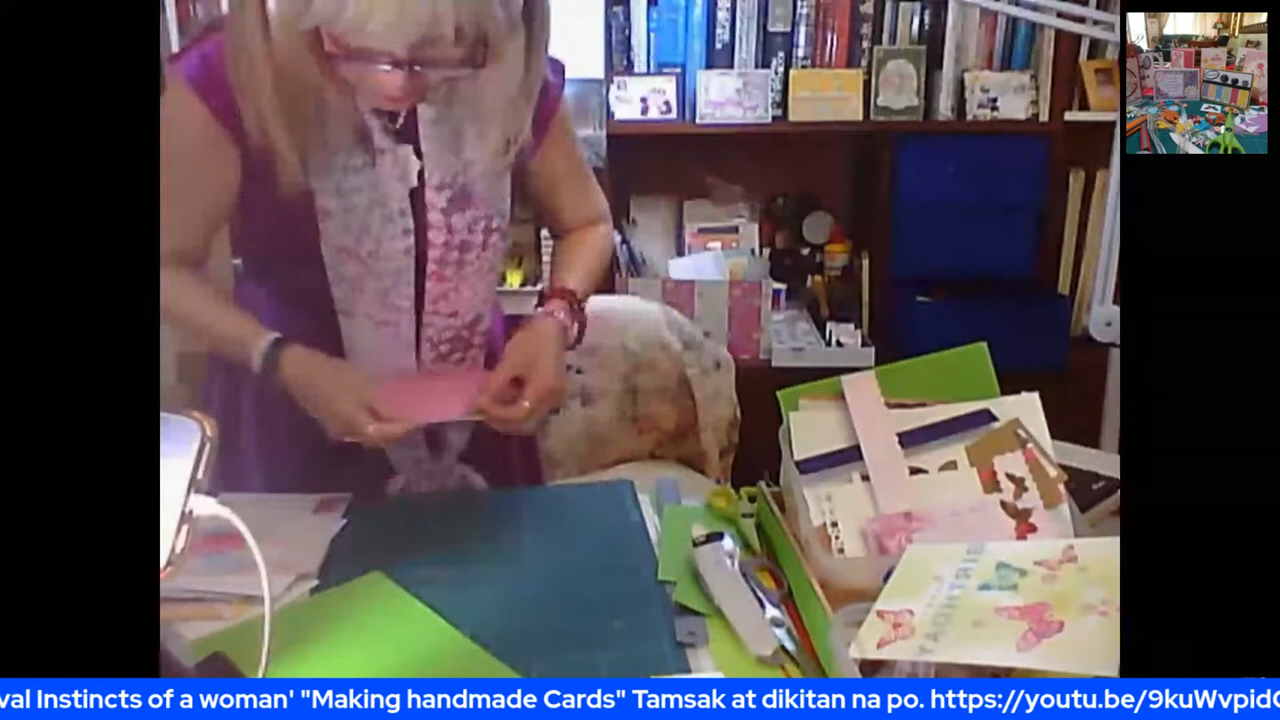 val Instincts of a woman' "Making handmade Cards" Tamsak at dikitan na po. https://youtu.be/9kuWvpid